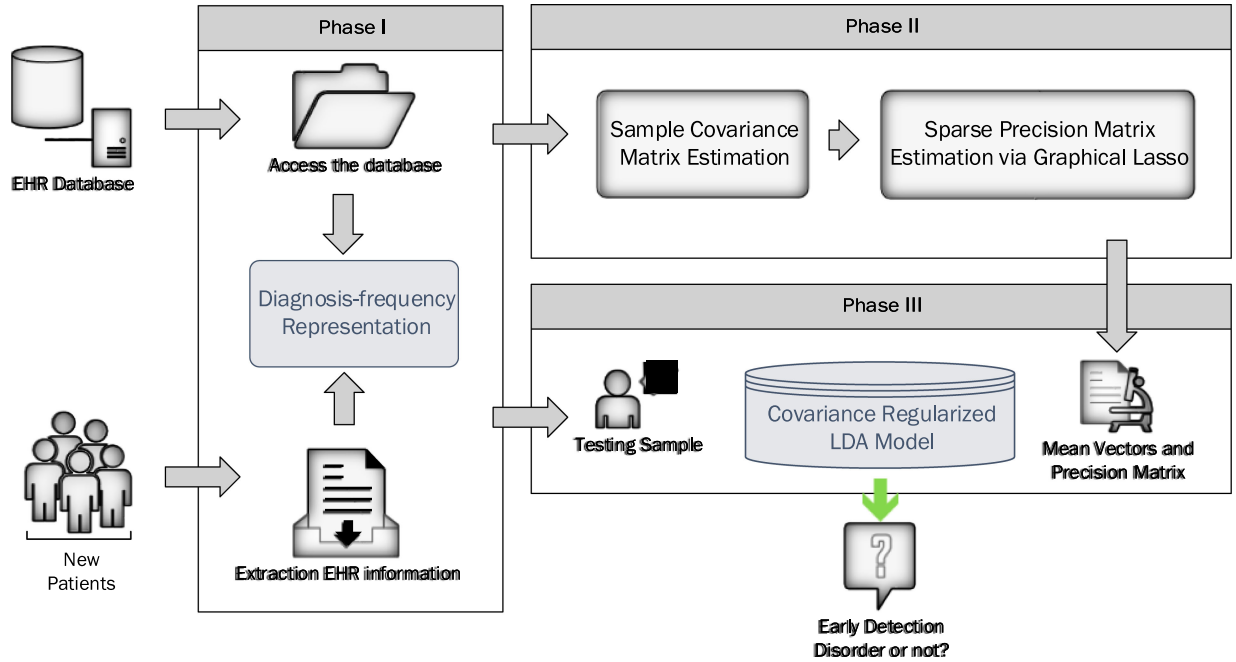 Phase I
EHR Database
Access the database
Diagnosis-frequency
Representation
New
Patients
Extraction EHR information
Phase II
Sample Covariance
Matrix Estimation
Sparse Precision Matrix
Estimation via Graphical Lasso
Phase III
Testing Sample
Covariance Regularized
LDA Model
Mean Vectors and
Precision Matrix
?
Early Detection
Disorder or not?